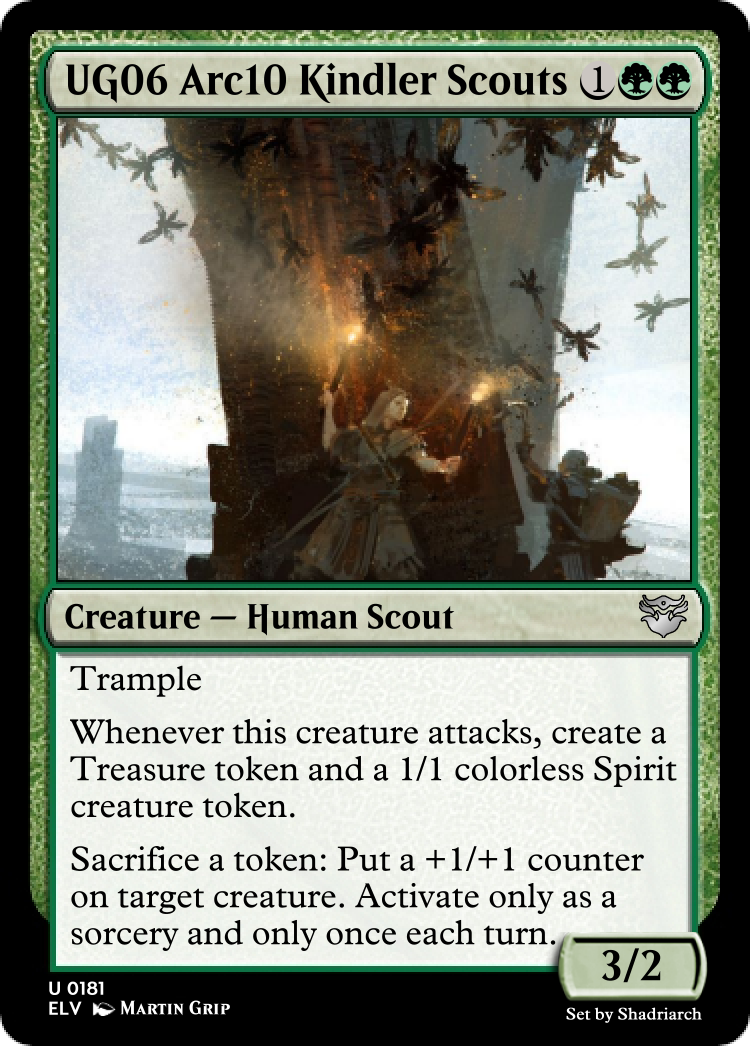 UG06 Arc10 Kindler Scouts 1
Creature — Human Scout
Trample
Whenever this creature attacks, create a
Treasure token and a 1/1 colorless Spirit
creature token.
Sacrifice a token: Put a +1/+1 counter
on target creature. Activate only as a
sorcery and only once each turn.
3/2
U 0181
ELV Martin Grip
Set by Shadriarch